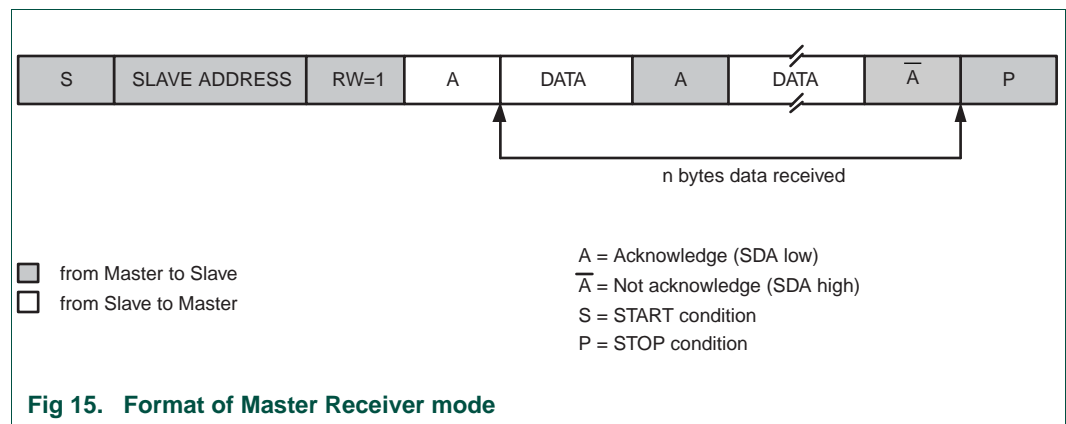 S SLAVE ADDRESS RW=1 A DATA A DATA A̅ P
n bytes data received
from Master to Slave
from Slave to Master
A = Acknowledge (SDA low)
A̅ = Not acknowledge (SDA high)
S = START condition
P = STOP condition
Fig 15. Format of Master Receiver mode